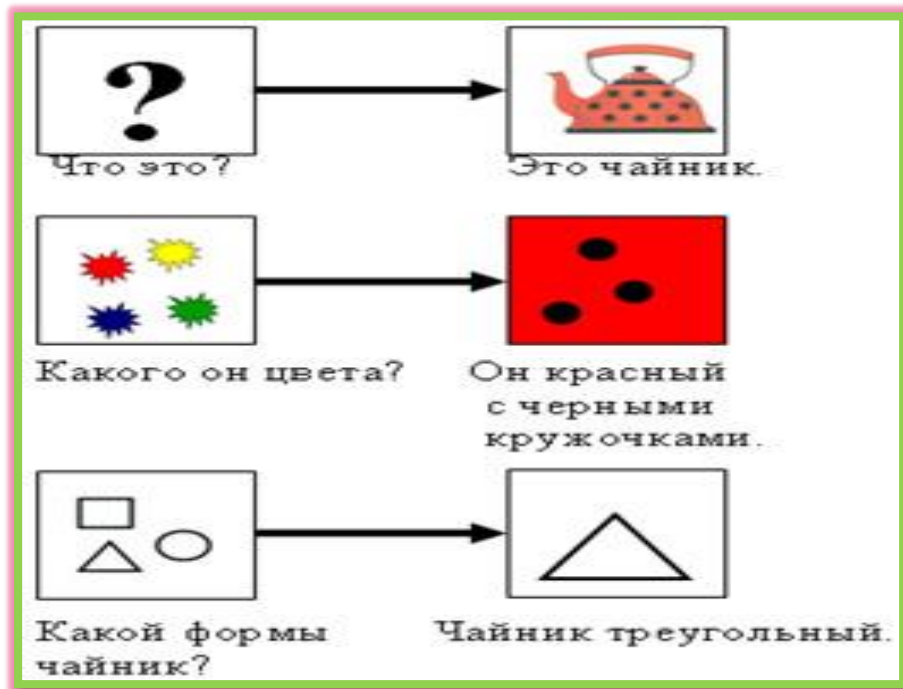 ?
Что это?
Это чайник.
Какого он цвета?
Он красный
с черными
кружочками.
Какой формы
чайник?
Чайник треугольный.